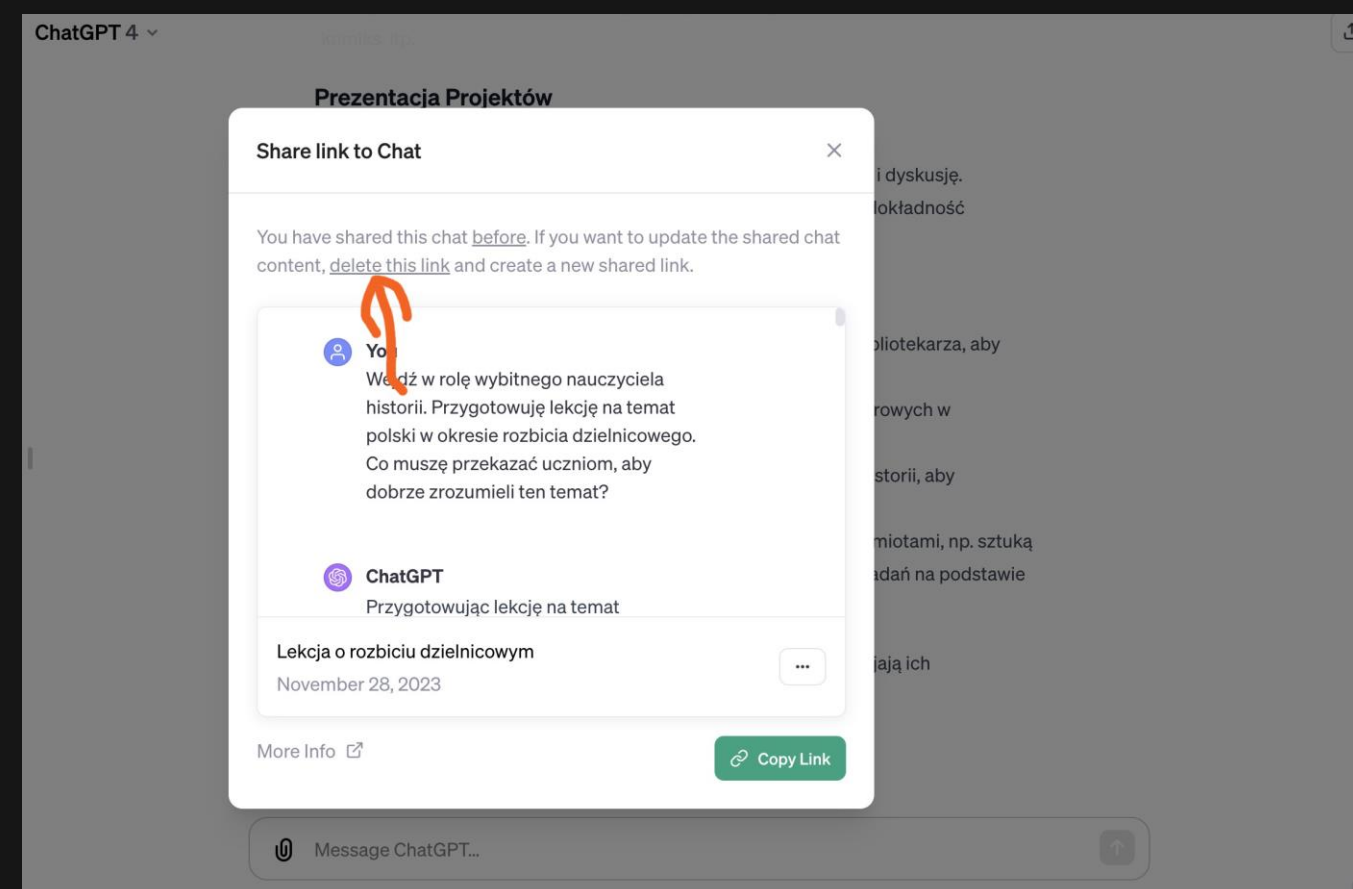 ChatGPT 4
Prezentacja Projektów
Share link to Chat
i dyskusję.
dokładność
You have shared this chat before. If you want to update the shared chat
content, delete this link and create a new shared link.
You
Wejdź w rolę wybitnego nauczyciela
historii. Przygotowuję lekcję na temat
polski w okresie rozbicia dzielnicowego.
Co muszę przekazać uczniom, aby
dobrze zrozumieli ten temat?
bliotekarza, aby
rowych w
storii, aby
miotami, np. sztuką
adań na podstawie
ChatGPT
Przygotowując lekcję na temat
Lekcja o rozbiciu dzielnicowym
November 28, 2023
...
jają ich
More Info
Copy Link
Message ChatGPT...